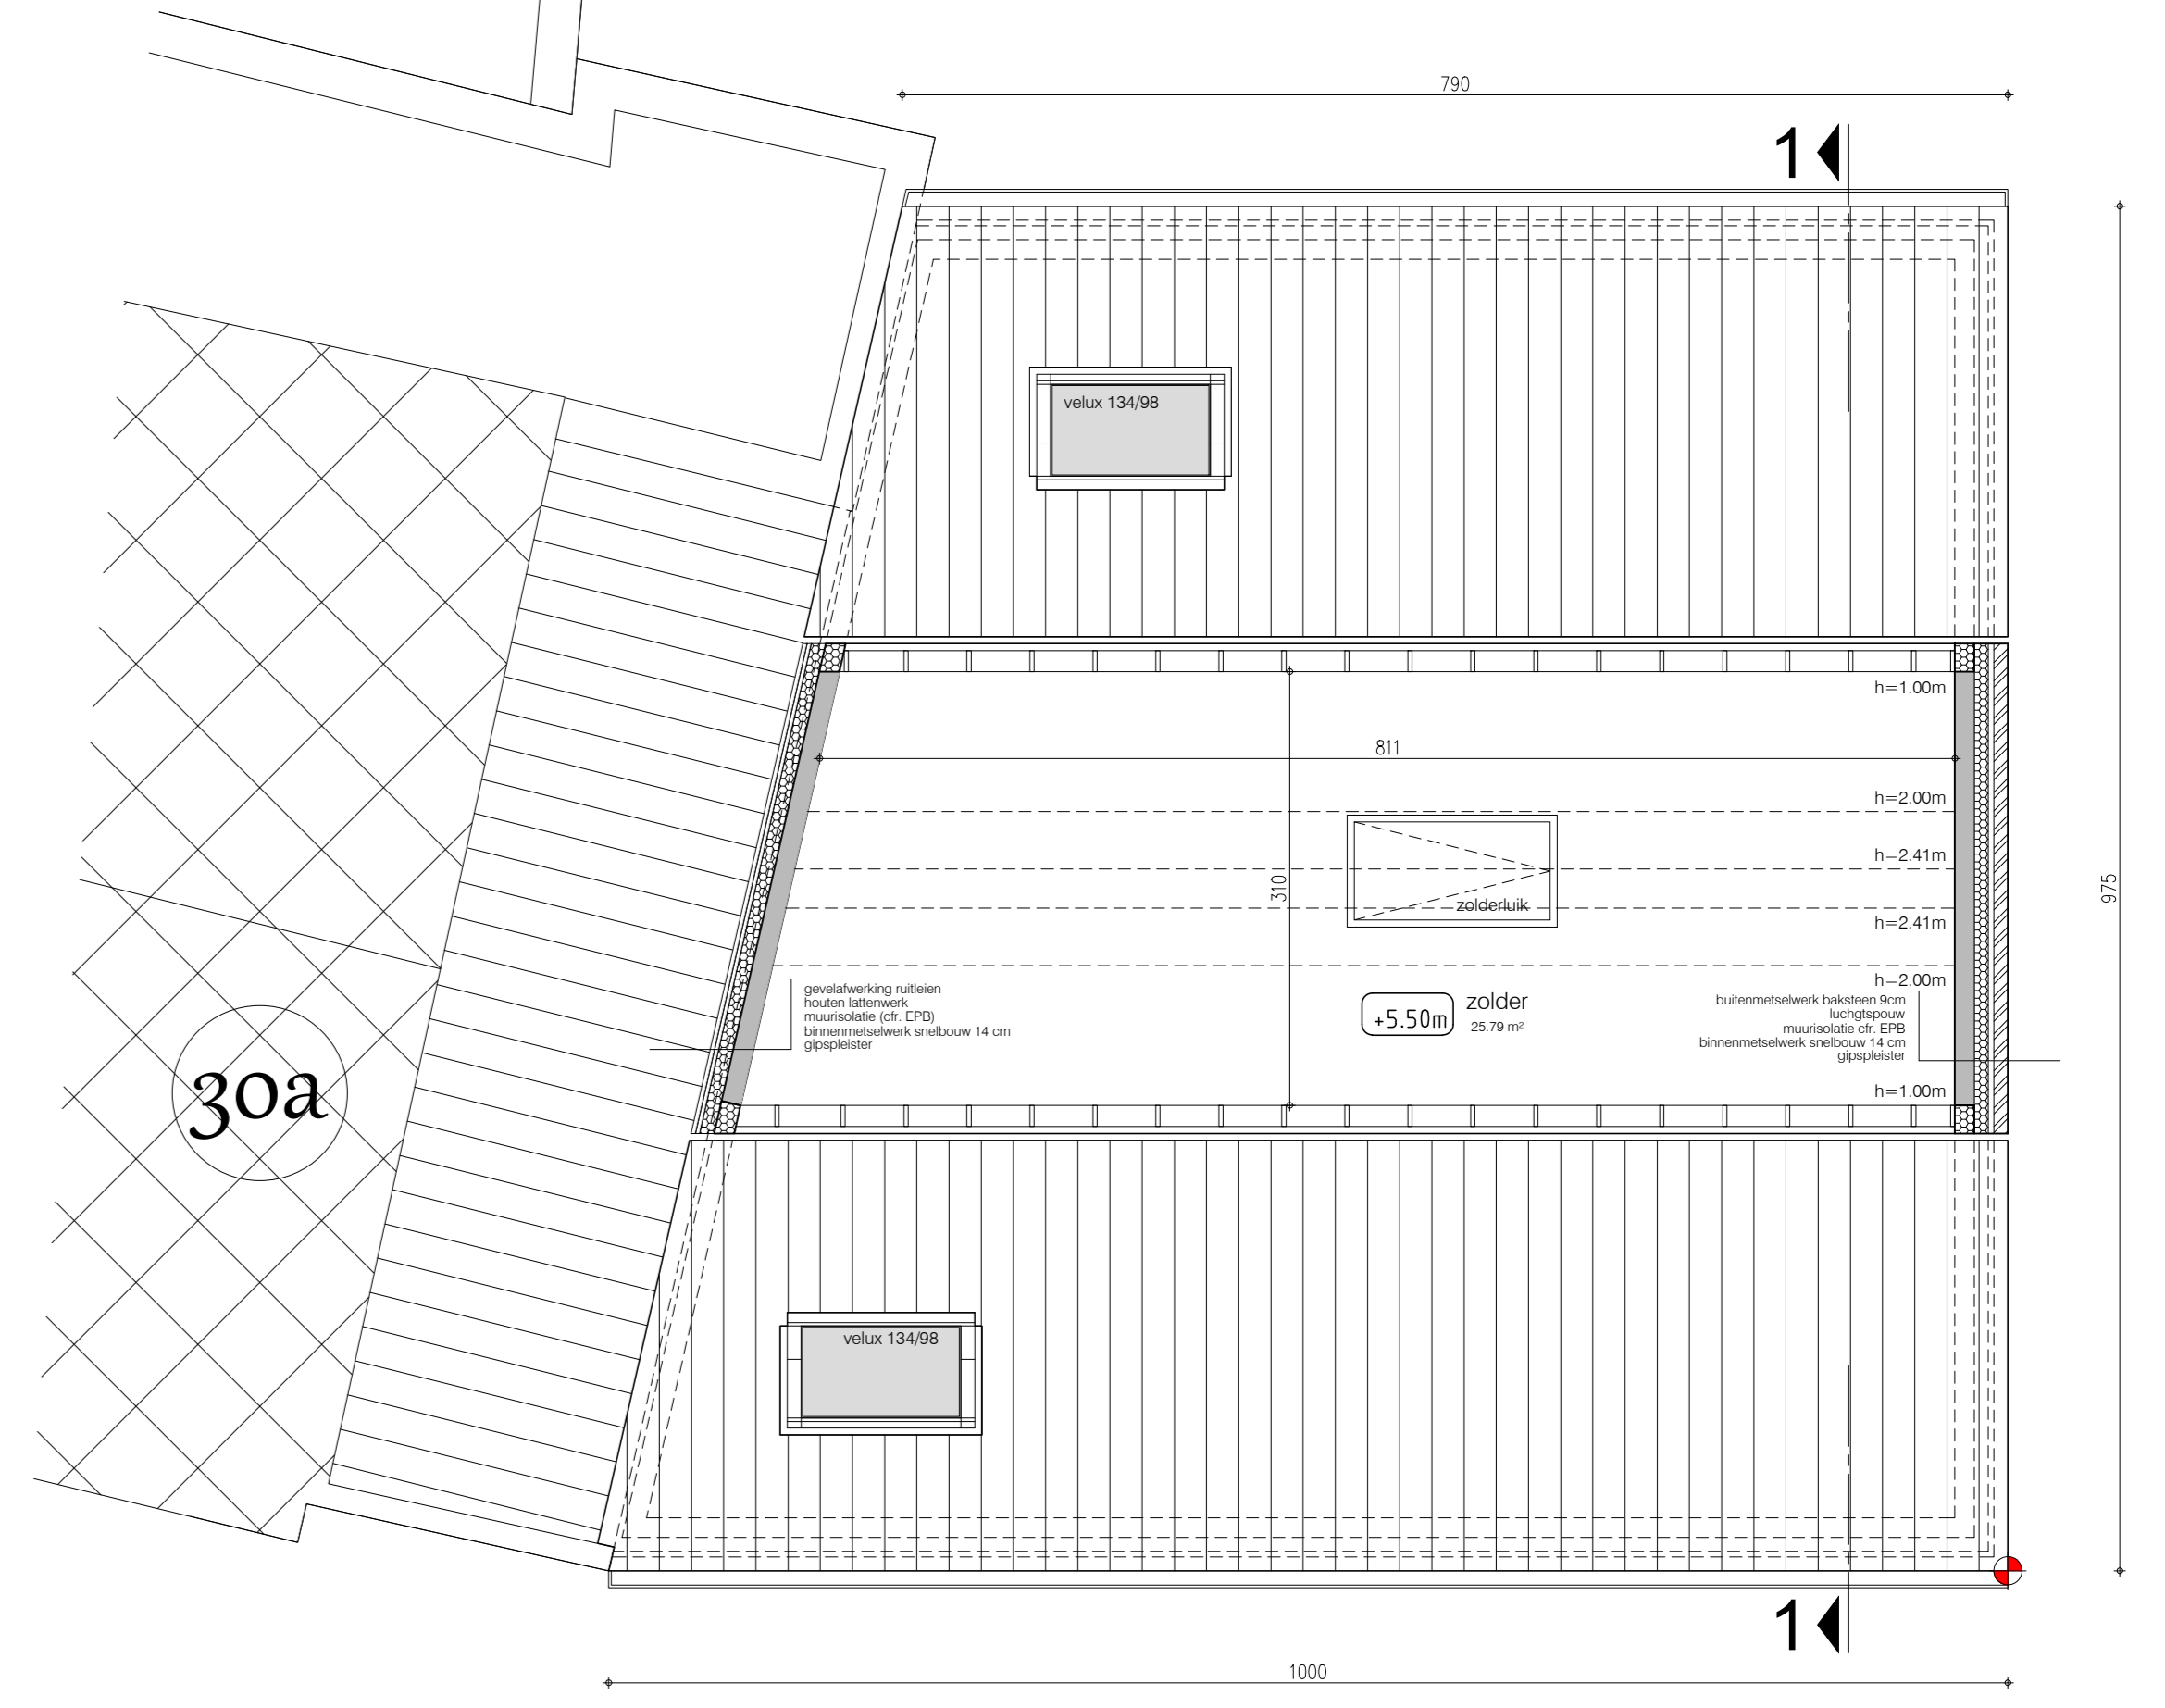 790
1
velux 134/98
h=1.00m
811
h=2.00m
h=2.41m
310
zolderluik
975
h=2.41m
h=2.00m
gevelafwerking ruitleien
houten lattenwerk
muurisolatie (cfr. EPB)
binnenmetselwerk snelbouw 14 cm
gipspleister
+5.50m
zolder
25.79 m²
buitenmetselwerk baksteen 9cm
luchgtspouw
muurisolatie cfr. EPB
binnenmetselwerk snelbouw 14 cm
gipspleister
30a
h=1.00m
velux 134/98
1
1000